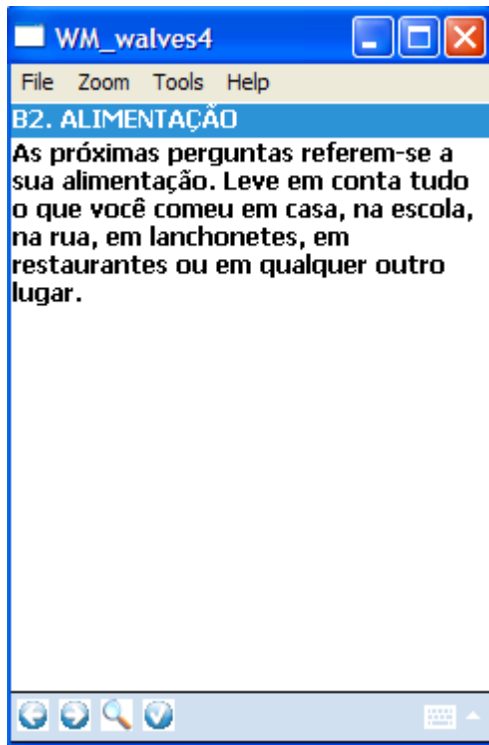 WM_walves4
File Zoom Tools Help
B2. ALIMENTAÇÃO
As próximas perguntas referem-se a
sua alimentação. Leve em conta tudo
o que você comeu em casa, na escola,
na rua, em lanchonetes, em
restaurantes ou em qualquer outro
lugar.